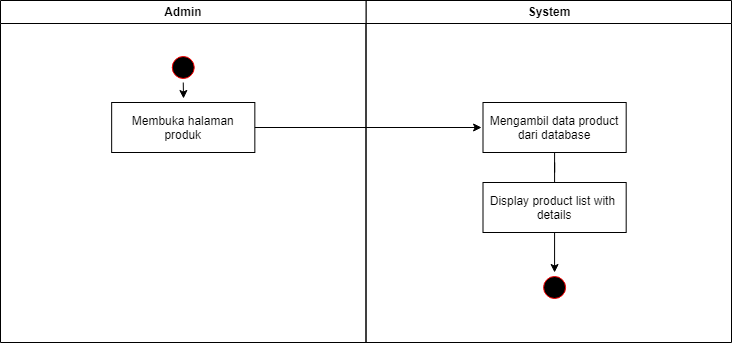 Admin
System
Membuka halaman
produk
Mengambil data product
dari database
Display product list with
details